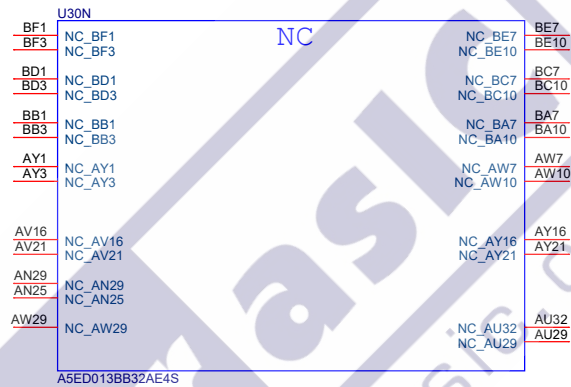 U30N
NC
BF1 NC_BF1 NC_BE7 BE7
BF3 NC_BF3 NC_BE10 BE10
BD1 NC_BD1 NC_BC7 BC7
BD3 NC_BD3 NC_BC10 BC10
BB1 NC_BB1 NC_BA7 BA7
BB3 NC_BB3 NC_BA10 BA10
AY1 NC_AY1 NC_AW7 AW7
AY3 NC_AY3 NC_AW10 AW10
AV16 NC_AV16 NC_AY16 AY16
AV21 NC_AV21 NC_AY21 AY21
AN29 NC_AN29
AN25 NC_AN25
AW29 NC_AW29 NC_AU32 AU32
NC_AU29 AU29
A5ED013BB32AE4S